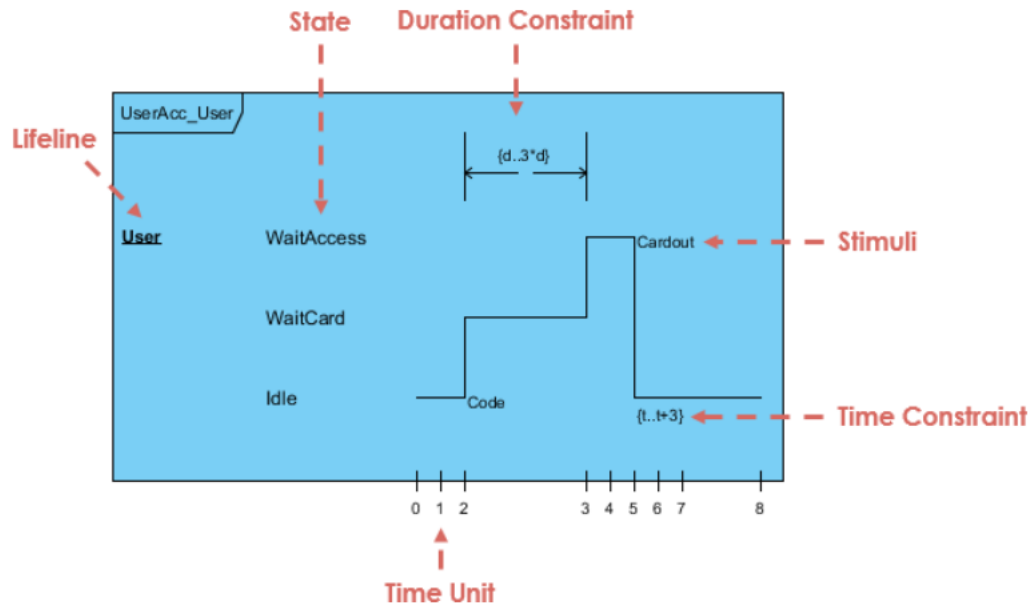 State
Duration Constraint
UserAcc_User
Lifeline
{d..3*d}
User
WaitAccess
Cardout
Stimuli
WaitCard
Idle
Code
{t..t+3}
Time Constraint
0 1 2 3 4 5 6 7 8
Time Unit